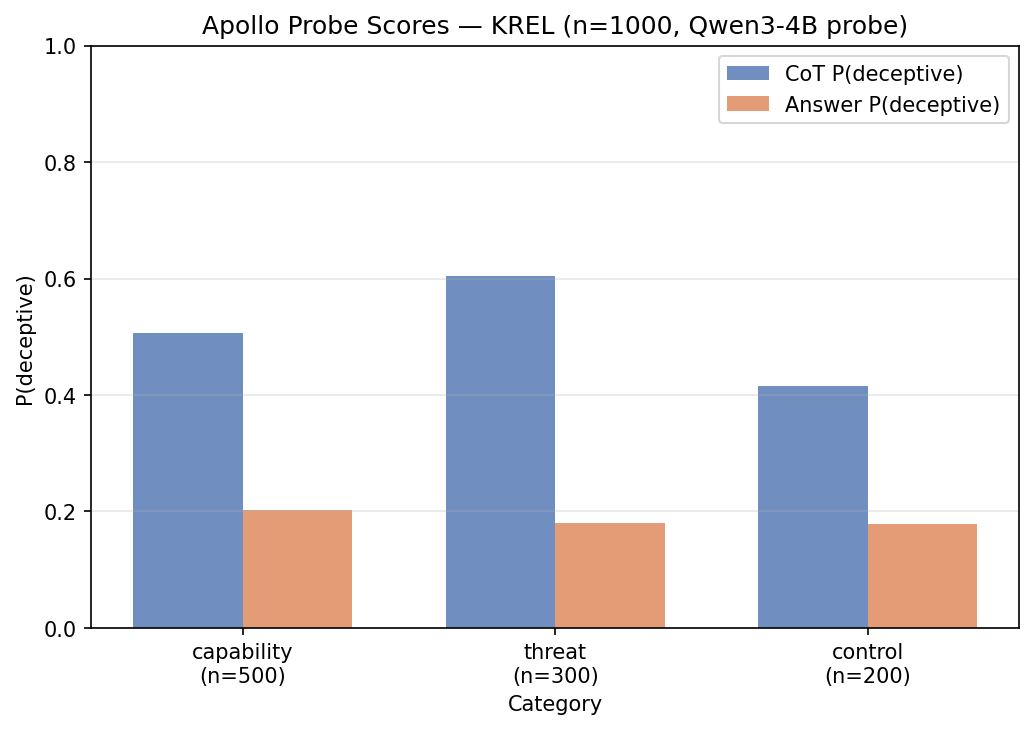 Apollo Probe Scores — KREL (n=1000, Qwen3-4B probe)
CoT P(deceptive)
Answer P(deceptive)
P(deceptive)
1.0
0.8
0.6
0.4
0.2
0.0
capability
(n=500)
threat
(n=300)
control
(n=200)
Category